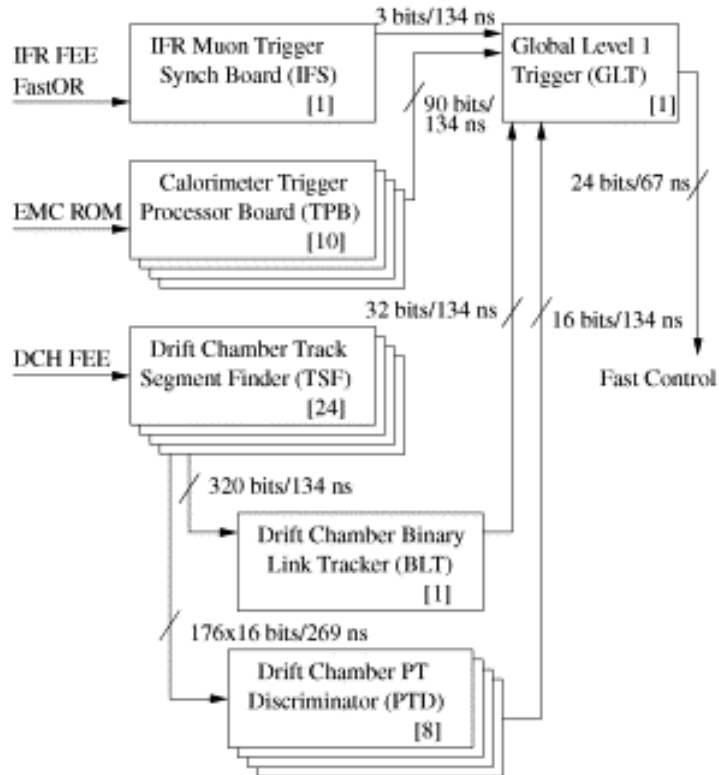 3 bits/134 ns
IFR FEE
FastOR
IFR Muon Trigger
Synch Board (IFS)
[1]
Global Level 1
Trigger (GLT)
[1]
90 bits/
134 ns
24 bits/67 ns
EMC ROM
Calorimeter Trigger
Processor Board (TPB)
[10]
32 bits/134 ns
16 bits/134 ns
DCH FEE
Drift Chamber Track
Segment Finder (TSF)
[24]
Fast Control
320 bits/134 ns
Drift Chamber Binary
Link Tracker (BLT)
[1]
176x16 bits/269 ns
Drift Chamber PT
Discriminator (PTD)
[8]